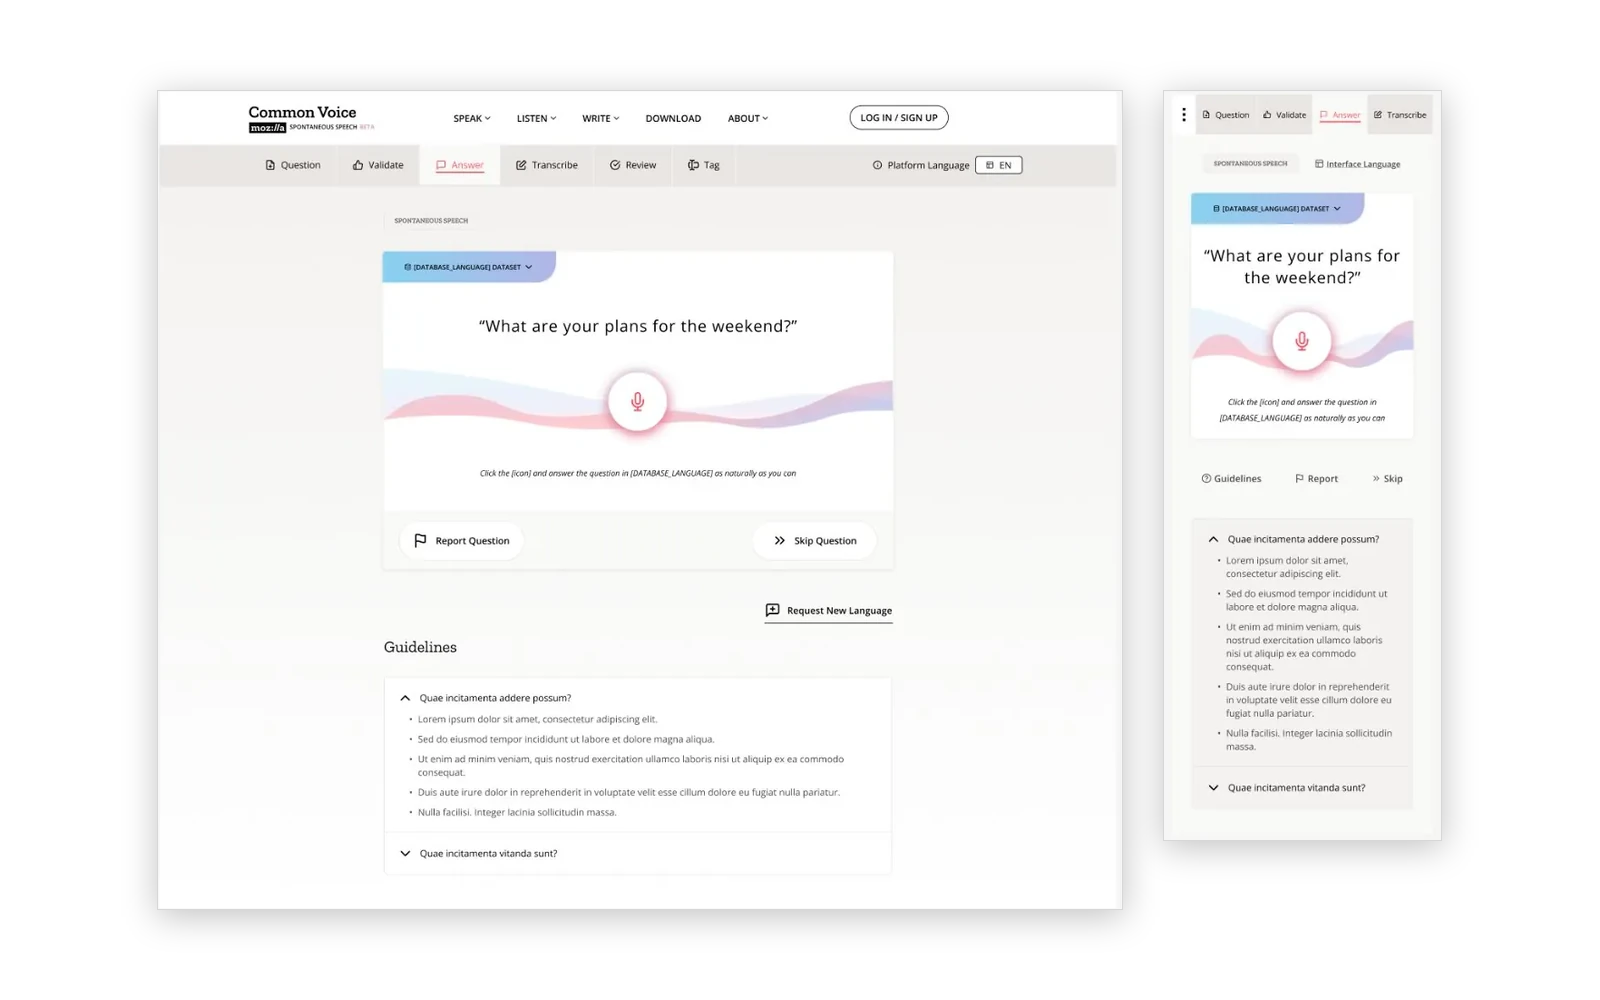 Common Voice
moz://a SPONTANEOUS SPEECH BETA
SPEAK LISTEN WRITE DOWNLOAD ABOUT
LOG IN / SIGN UP
Question Validate Answer Transcribe Review Tag
Platform Language EN
SPONTANEOUS SPEECH
[DATABASE_LANGUAGE] DATASET
“What are your plans for the weekend?”
Click the [icon] and answer the question in [DATABASE_LANGUAGE] as naturally as you can
Report Question
Skip Question
Request New Language
Guidelines
Quae incitamenta addere possum?
• Lorem ipsum dolor sit amet, consectetur adipiscing elit.
• Sed do eiusmod tempor incididunt ut labore et dolore magna aliqua.
• Ut enim ad minim veniam, quis nostrud exercitation ullamco laboris nisi ut aliquip ex ea commodo
consequat.
• Duis aute irure dolor in reprehenderit in voluptate velit esse cillum dolore eu fugiat nulla pariatur.
• Nulla facilisi. Integer lacinia sollicitudin massa.
Quae incitamenta vitanda sunt?
Question Validate Answer Transcribe
SPONTANEOUS SPEECH
Interface Language
[DATABASE_LANGUAGE] DATASET
“What are your plans for
the weekend?”
Click the [icon] and answer the question in
[DATABASE_LANGUAGE] as naturally as you can
Guidelines Report Skip
Quae incitamenta addere possum?
• Lorem ipsum dolor sit amet,
consectetur adipiscing elit.
• Sed do eiusmod tempor incididunt ut
labore et dolore magna aliqua.
• Ut enim ad minim veniam, quis
nostrud exercitation ullamco laboris
nisi ut aliquip ex ea commodo
consequat.
• Duis aute irure dolor in reprehenderit
in voluptate velit esse cillum dolore eu
fugiat nulla pariatur.
• Nulla facilisi. Integer lacinia sollicitudin
massa.
Quae incitamenta vitanda sunt?